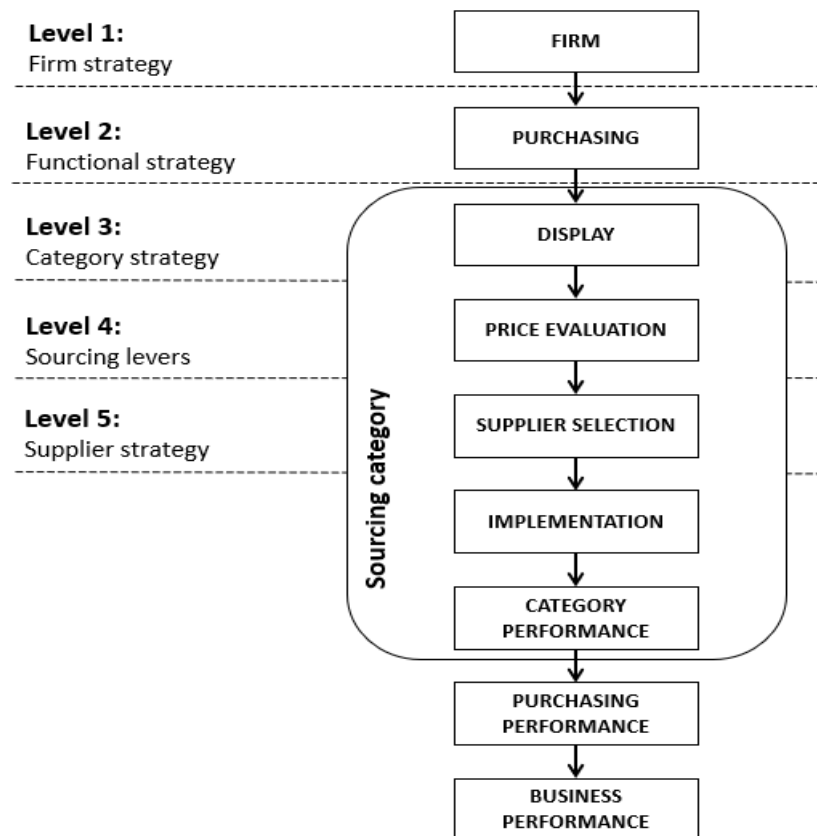 Level 1:
Firm strategy
FIRM
Level 2:
Functional strategy
PURCHASING
Level 3:
Category strategy
DISPLAY
Level 4:
Sourcing levers
PRICE EVALUATION
Level 5:
Supplier strategy
SUPPLIER SELECTION
Sourcing category
IMPLEMENTATION
CATEGORY
PERFORMANCE
PURCHASING
PERFORMANCE
BUSINESS
PERFORMANCE